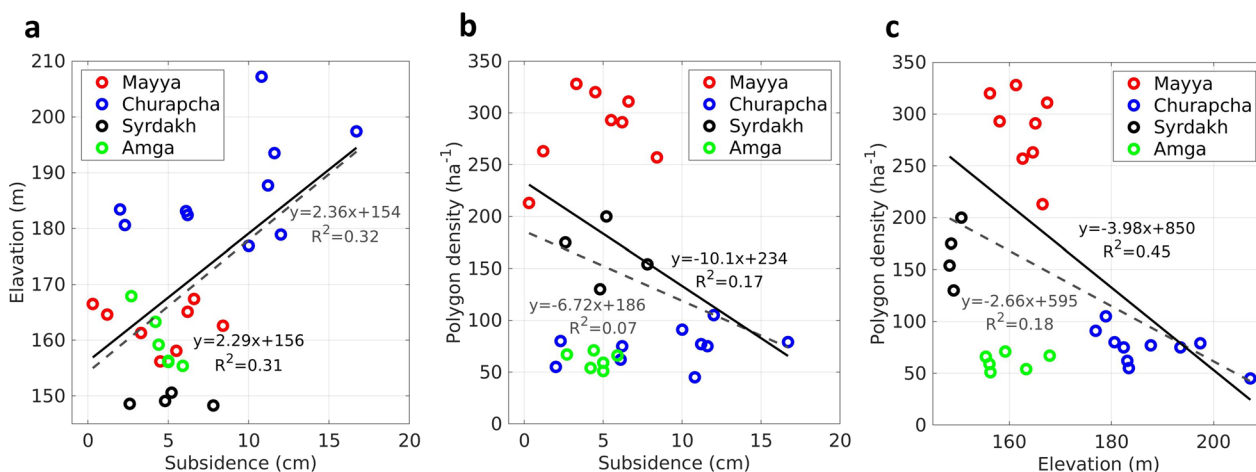 a
Elavation (m)
210
200
190
180
170
160
150
Mayya
Churapcha
Syrdakh
Amga
y=2.36x+154
R²=0.32
y=2.29x+156
R²=0.31
0 5 10 15 20
Subsidence (cm)
b
Polygon density (ha⁻¹)
350
300
250
200
150
100
50
0
Mayya
Churapcha
Syrdakh
Amga
y=-10.1x+234
R²=0.17
y=-6.72x+186
R²=0.07
0 5 10 15 20
Subsidence (cm)
c
Polygon density (ha⁻¹)
350
300
250
200
150
100
50
0
Mayya
Churapcha
Syrdakh
Amga
y=-3.98x+850
R²=0.45
y=-2.66x+595
R²=0.18
160 180 200
Elevation (m)